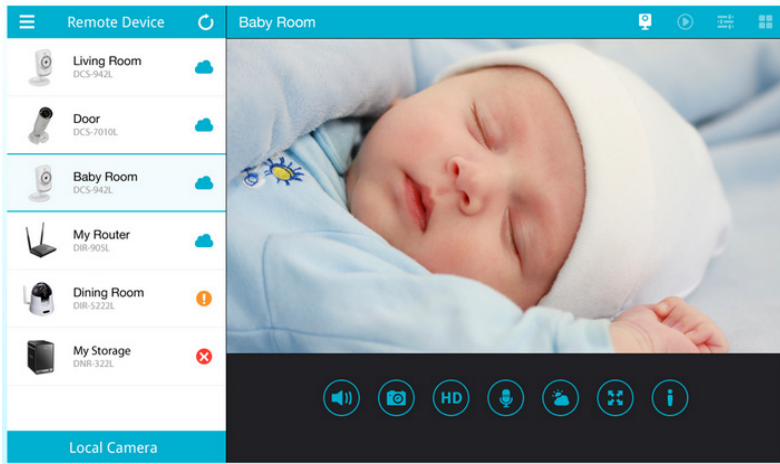 Remote Device
Baby Room
Living Room
DCS-942L
Door
DCS-7010L
Baby Room
DCS-942L
My Router
DIR-905L
Dining Room
DIR-5222L
My Storage
DNR-322L
HD
Local Camera